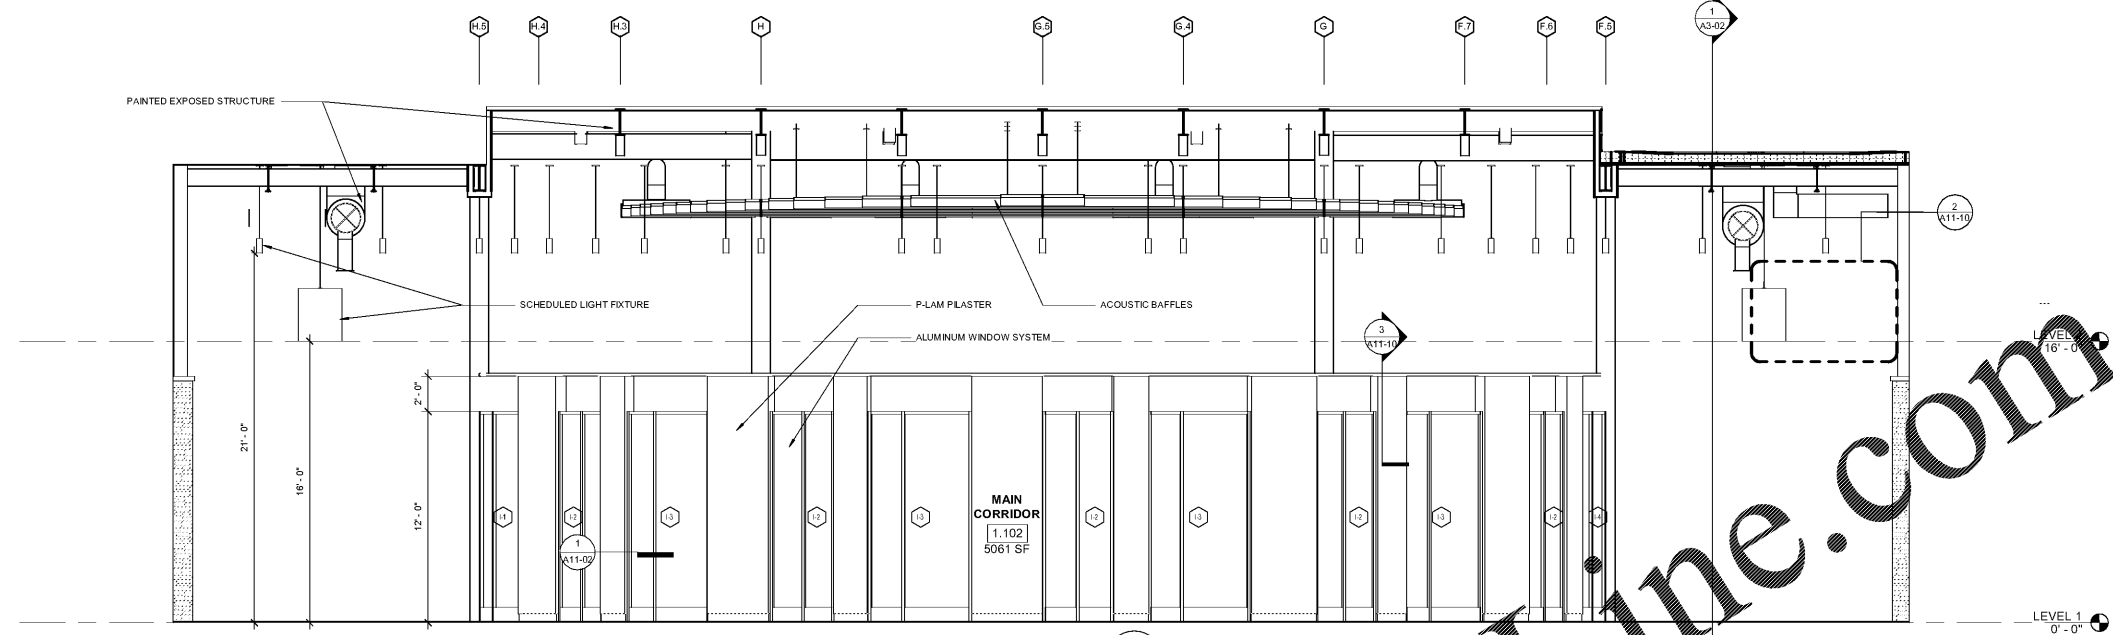 H.5
H.4
H.3
H
G.5
G.4
G
F.7
F.6
F.5
1
A3-02
PAINTED EXPOSED STRUCTURE
2
A11-10
SCHEDULED LIGHT FIXTURE
P-LAM PILASTER
ACOUSTIC BAFFLES
---
3
A11-10
ALUMINUM WINDOW SYSTEM
LEVEL
16' - 0"
2' - 0"
21' - 0"
16' - 0"
12' - 0"
I-1
I-2
I-3
I-2
I-3
MAIN
CORRIDOR
1.102
5061 SF
I-2
I-3
I-2
I-3
I-2
I-4
1
A11-02
LEVEL 1
0' - 0"
ine.com